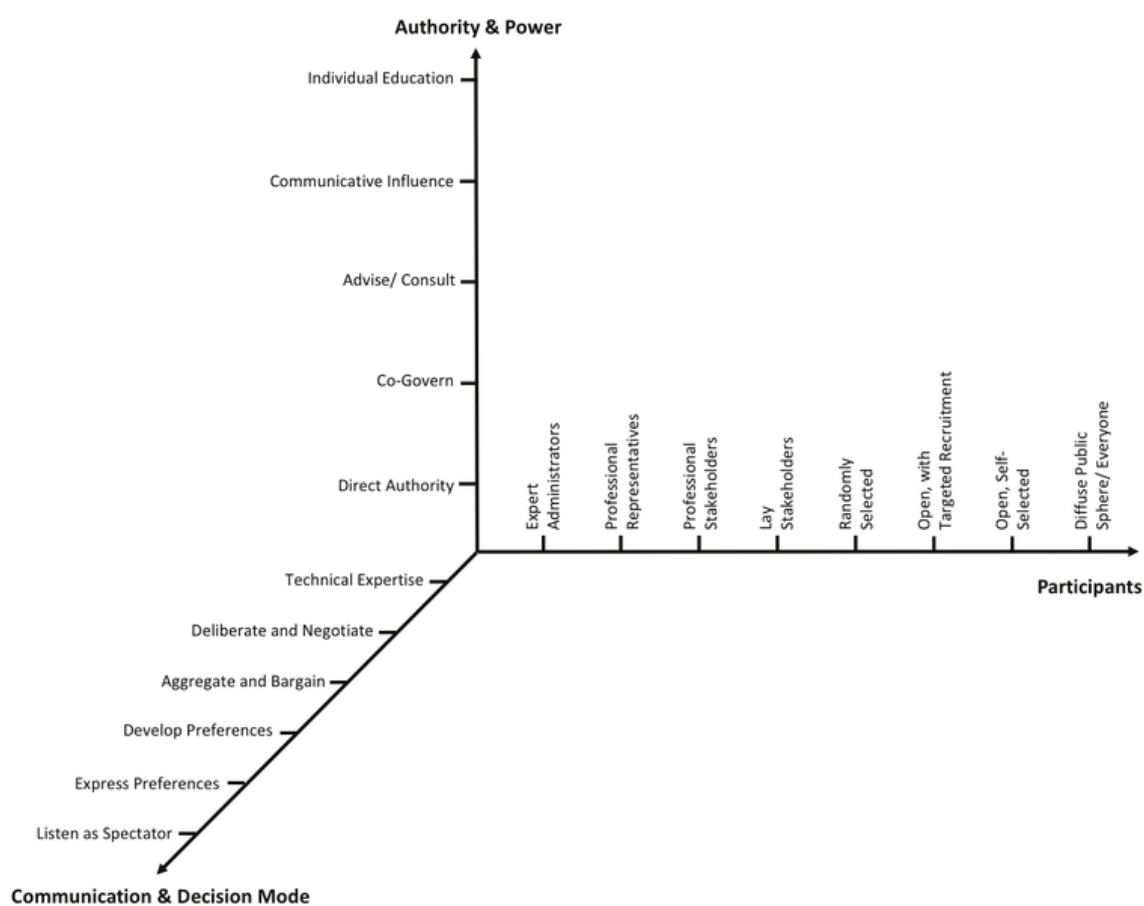 Authority & Power
Individual Education
Communicative Influence
Advise/ Consult
Co-Govern
Direct Authority
Expert
Administrators
Professional
Representatives
Professional
Stakeholders
Lay
Stakeholders
Randomly
Selected
Open, with
Targeted Recruitment
Open, Self-
Selected
Diffuse Public
Sphere/ Everyone
Participants
Technical Expertise
Deliberate and Negotiate
Aggregate and Bargain
Develop Preferences
Express Preferences
Listen as Spectator
Communication & Decision Mode